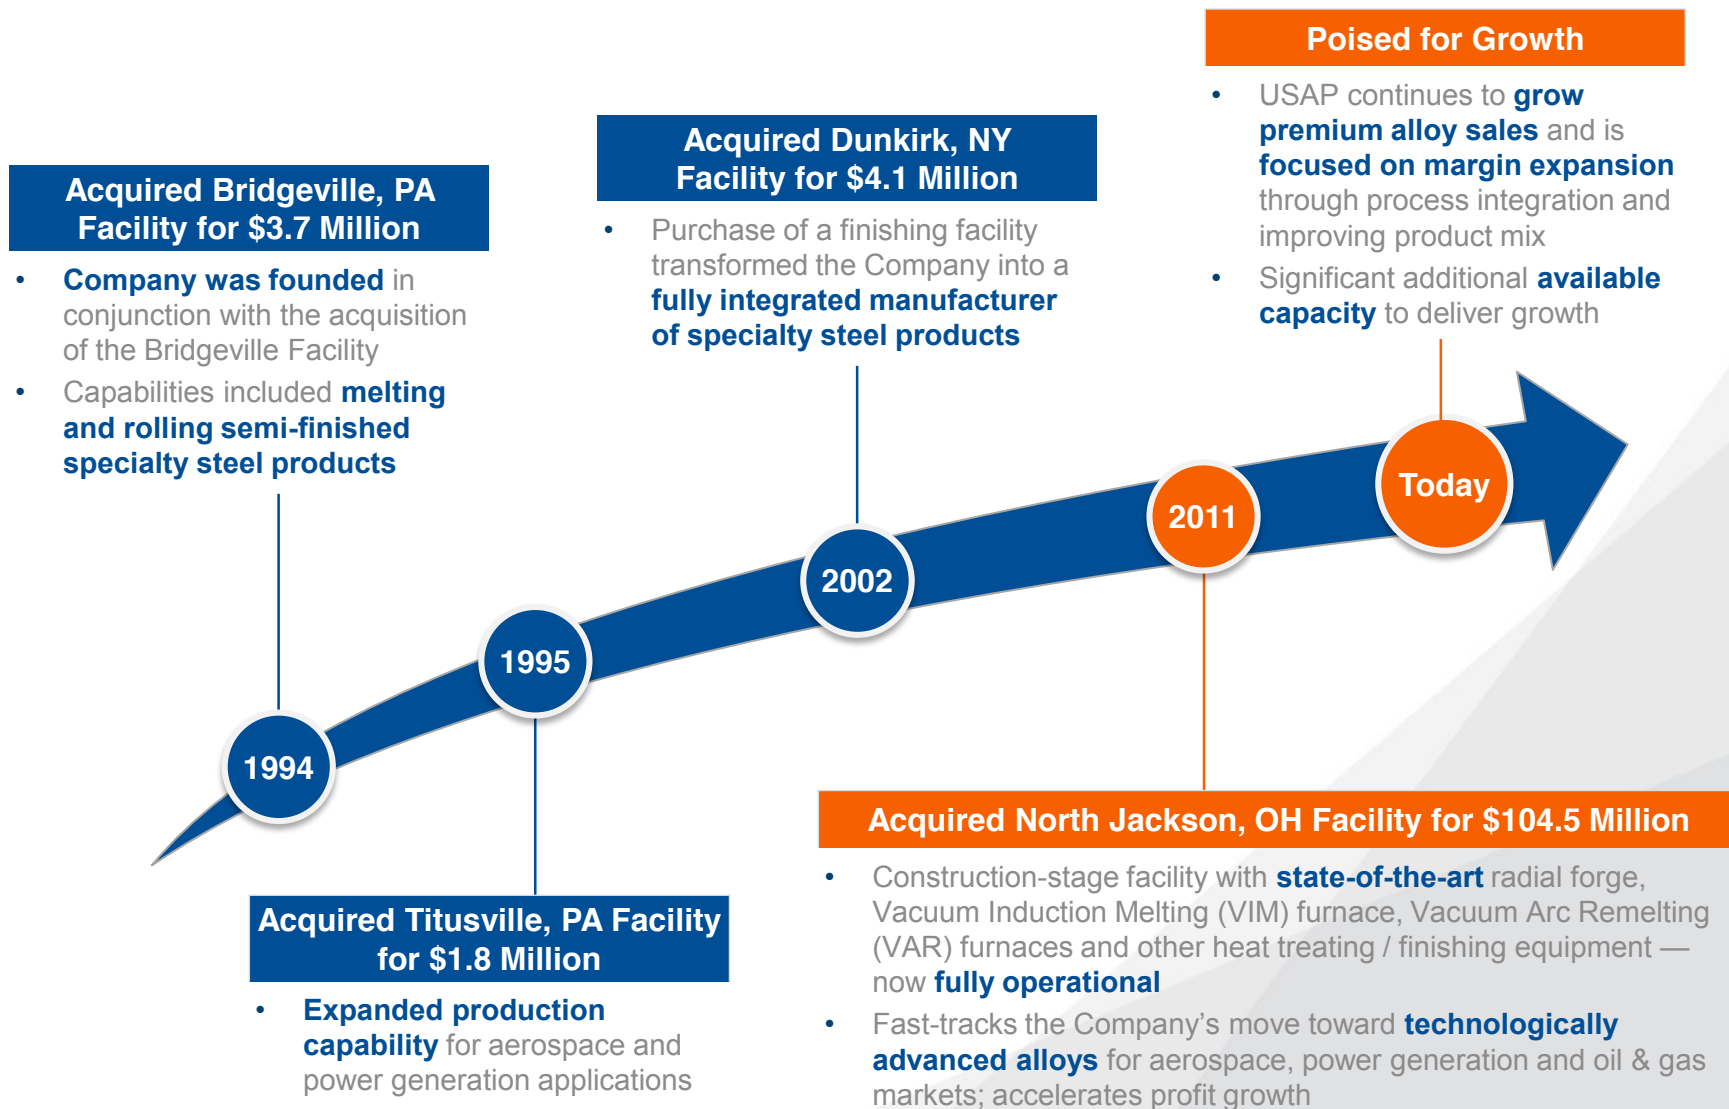 Poised for Growth
• USAP continues to grow
premium alloy sales and is
focused on margin expansion
through process integration and
improving product mix
• Significant additional available
capacity to deliver growth
Acquired Dunkirk, NY
Facility for $4.1 Million
• Purchase of a finishing facility
transformed the Company into a
fully integrated manufacturer
of specialty steel products
Acquired Bridgeville, PA
Facility for $3.7 Million
• Company was founded in
conjunction with the acquisition
of the Bridgeville Facility
• Capabilities included melting
and rolling semi-finished
specialty steel products
Today
2011
2002
1995
1994
Acquired North Jackson, OH Facility for $104.5 Million
• Construction-stage facility with state-of-the-art radial forge,
Vacuum Induction Melting (VIM) furnace, Vacuum Arc Remelting
(VAR) furnaces and other heat treating / finishing equipment —
now fully operational
• Fast-tracks the Company’s move toward technologically
advanced alloys for aerospace, power generation and oil & gas
markets; accelerates profit growth
Acquired Titusville, PA Facility
for $1.8 Million
• Expanded production
capability for aerospace and
power generation applications